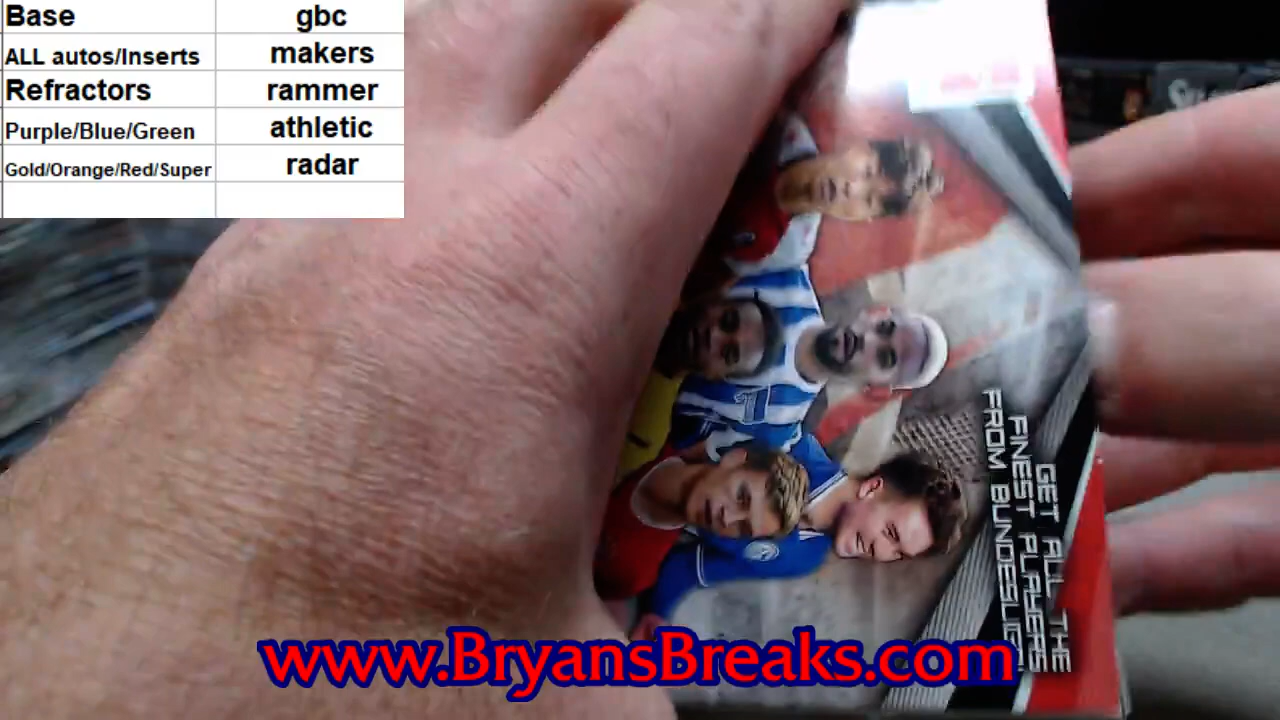 Base gbc
ALL autos/Inserts makers
Refractors rammer
Purple/Blue/Green athletic
Gold/Orange/Red/Super radar
GET ALL THE
FINEST PLAYERS
FROM BUNDESLIGA
www.BryansBreaks.com